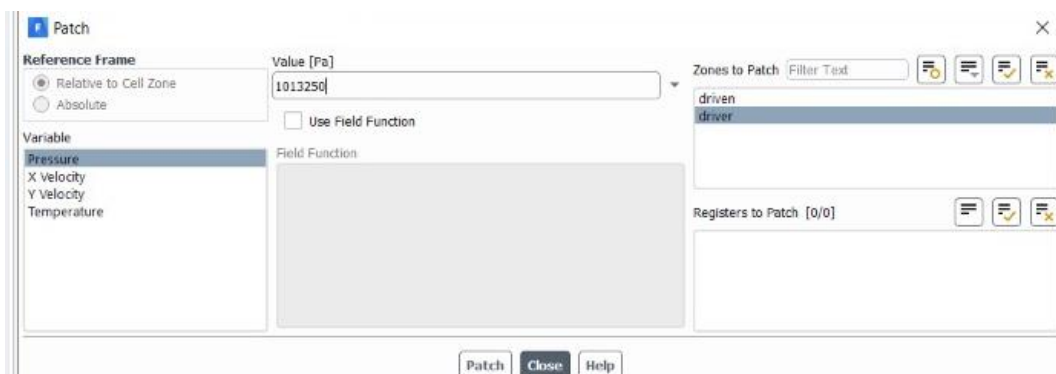 Patch
Reference Frame
Relative to Cell Zone
Absolute
Variable
Pressure
X Velocity
Y Velocity
Temperature
Value [Pa]
1013250
Use Field Function
Field Function
Zones to Patch Filter Text
driven
driver
Registers to Patch [0/0]
Patch Close Help